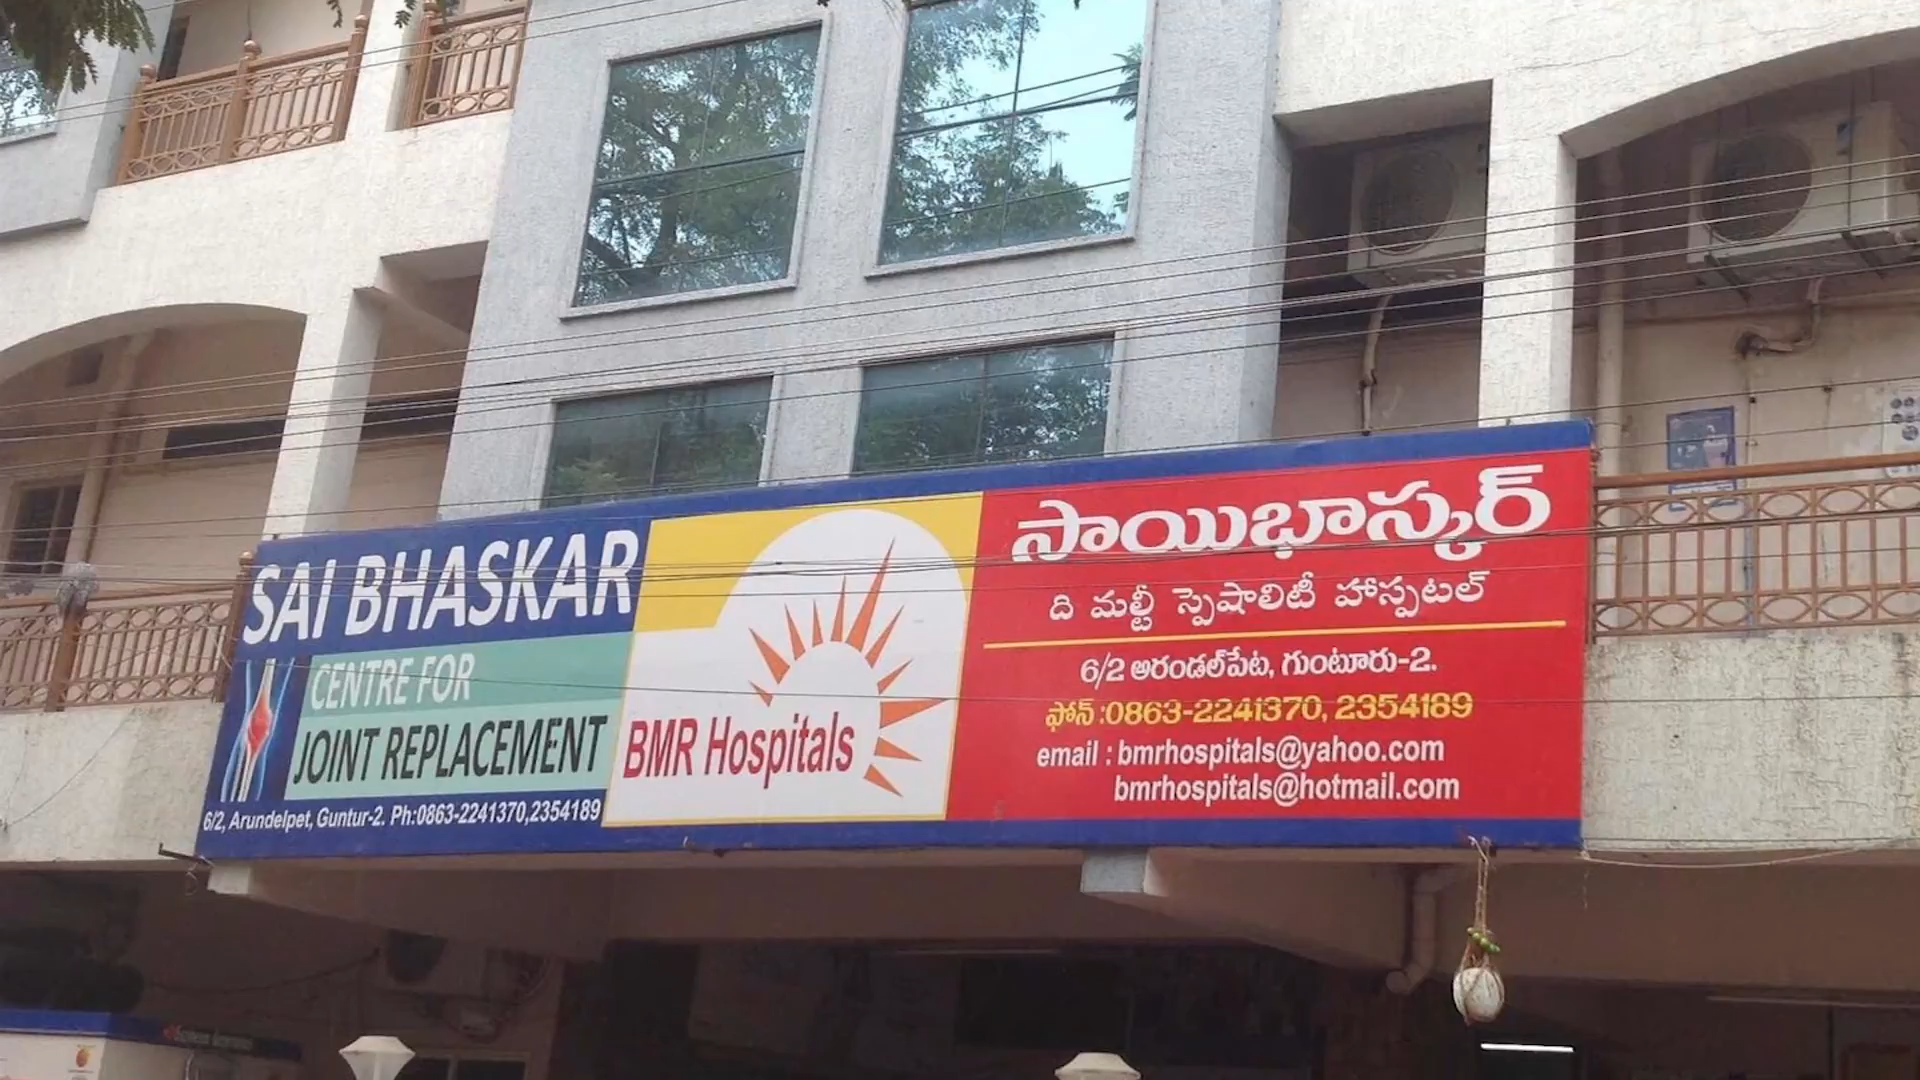 SAI BHASKAR
CENTRE FOR
JOINT REPLACEMENT
6/2, Arundelpet, Guntur-2. Ph:0863-2241370,2354189
BMR Hospitals
సాయిభాస్కర్
ది మల్టీ స్పెషాలిటీ హాస్పటల్
6/2 అరండల్‌పేట, గుంటూరు-2.
ఫోన్ :0863-2241370, 2354189
email : bmrhospitals@yahoo.com
bmrhospitals@hotmail.com